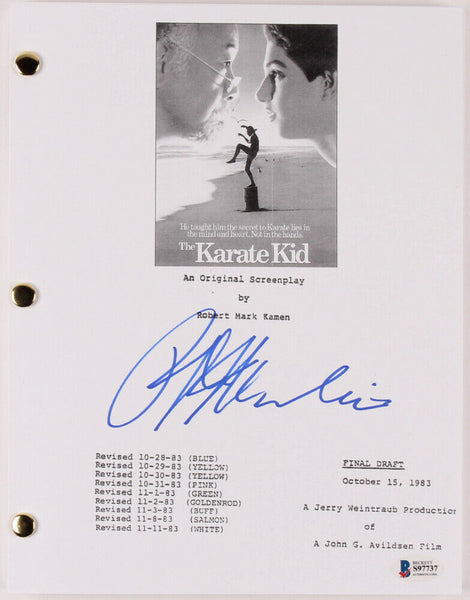 He taught him the secret to Karate lies in
the mind and heart. Not in the hands.
The Karate Kid
An Original Screenplay
by
Robert Mark Kamen
Revised 10-28-83 (BLUE)
Revised 10-29-83 (YELLOW)
Revised 10-30-83 (YELLOW)
Revised 10-31-83 (PINK)
Revised 11-1-83 (GREEN)
Revised 11-2-83 (GOLDENROD)
Revised 11-3-83 (BUFF)
Revised 11-8-83 (SALMON)
Revised 11-11-83 (WHITE)
FINAL DRAFT
October 15, 1983
A Jerry Weintraub Production
of
A John G. Avildsen Film
BECKETT
S97737